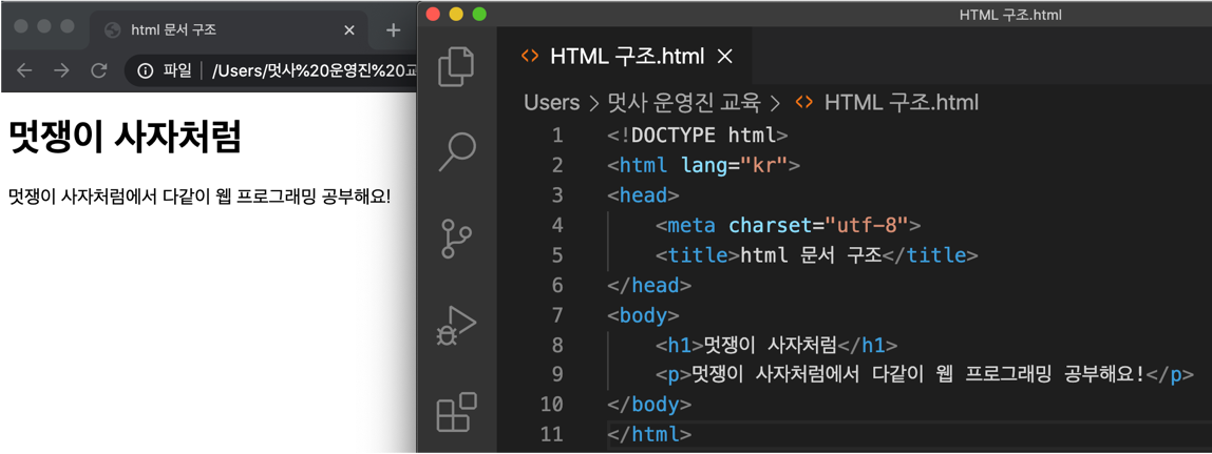 html 문서 구조
파일 | /Users/멋사%20운영진%20교
멋쟁이 사자처럼
멋쟁이 사자처럼에서 다같이 웹 프로그래밍 공부해요!
HTML 구조.html
<> HTML 구조.html
Users > 멋사 운영진 교육 > <> HTML 구조.html
1 <!DOCTYPE html>
2 <html lang="kr">
3 <head>
4 <meta charset="utf-8">
5 <title>html 문서 구조</title>
6 </head>
7 <body>
8 <h1>멋쟁이 사자처럼</h1>
9 <p>멋쟁이 사자처럼에서 다같이 웹 프로그래밍 공부해요!</p>
10 </body>
11 </html>